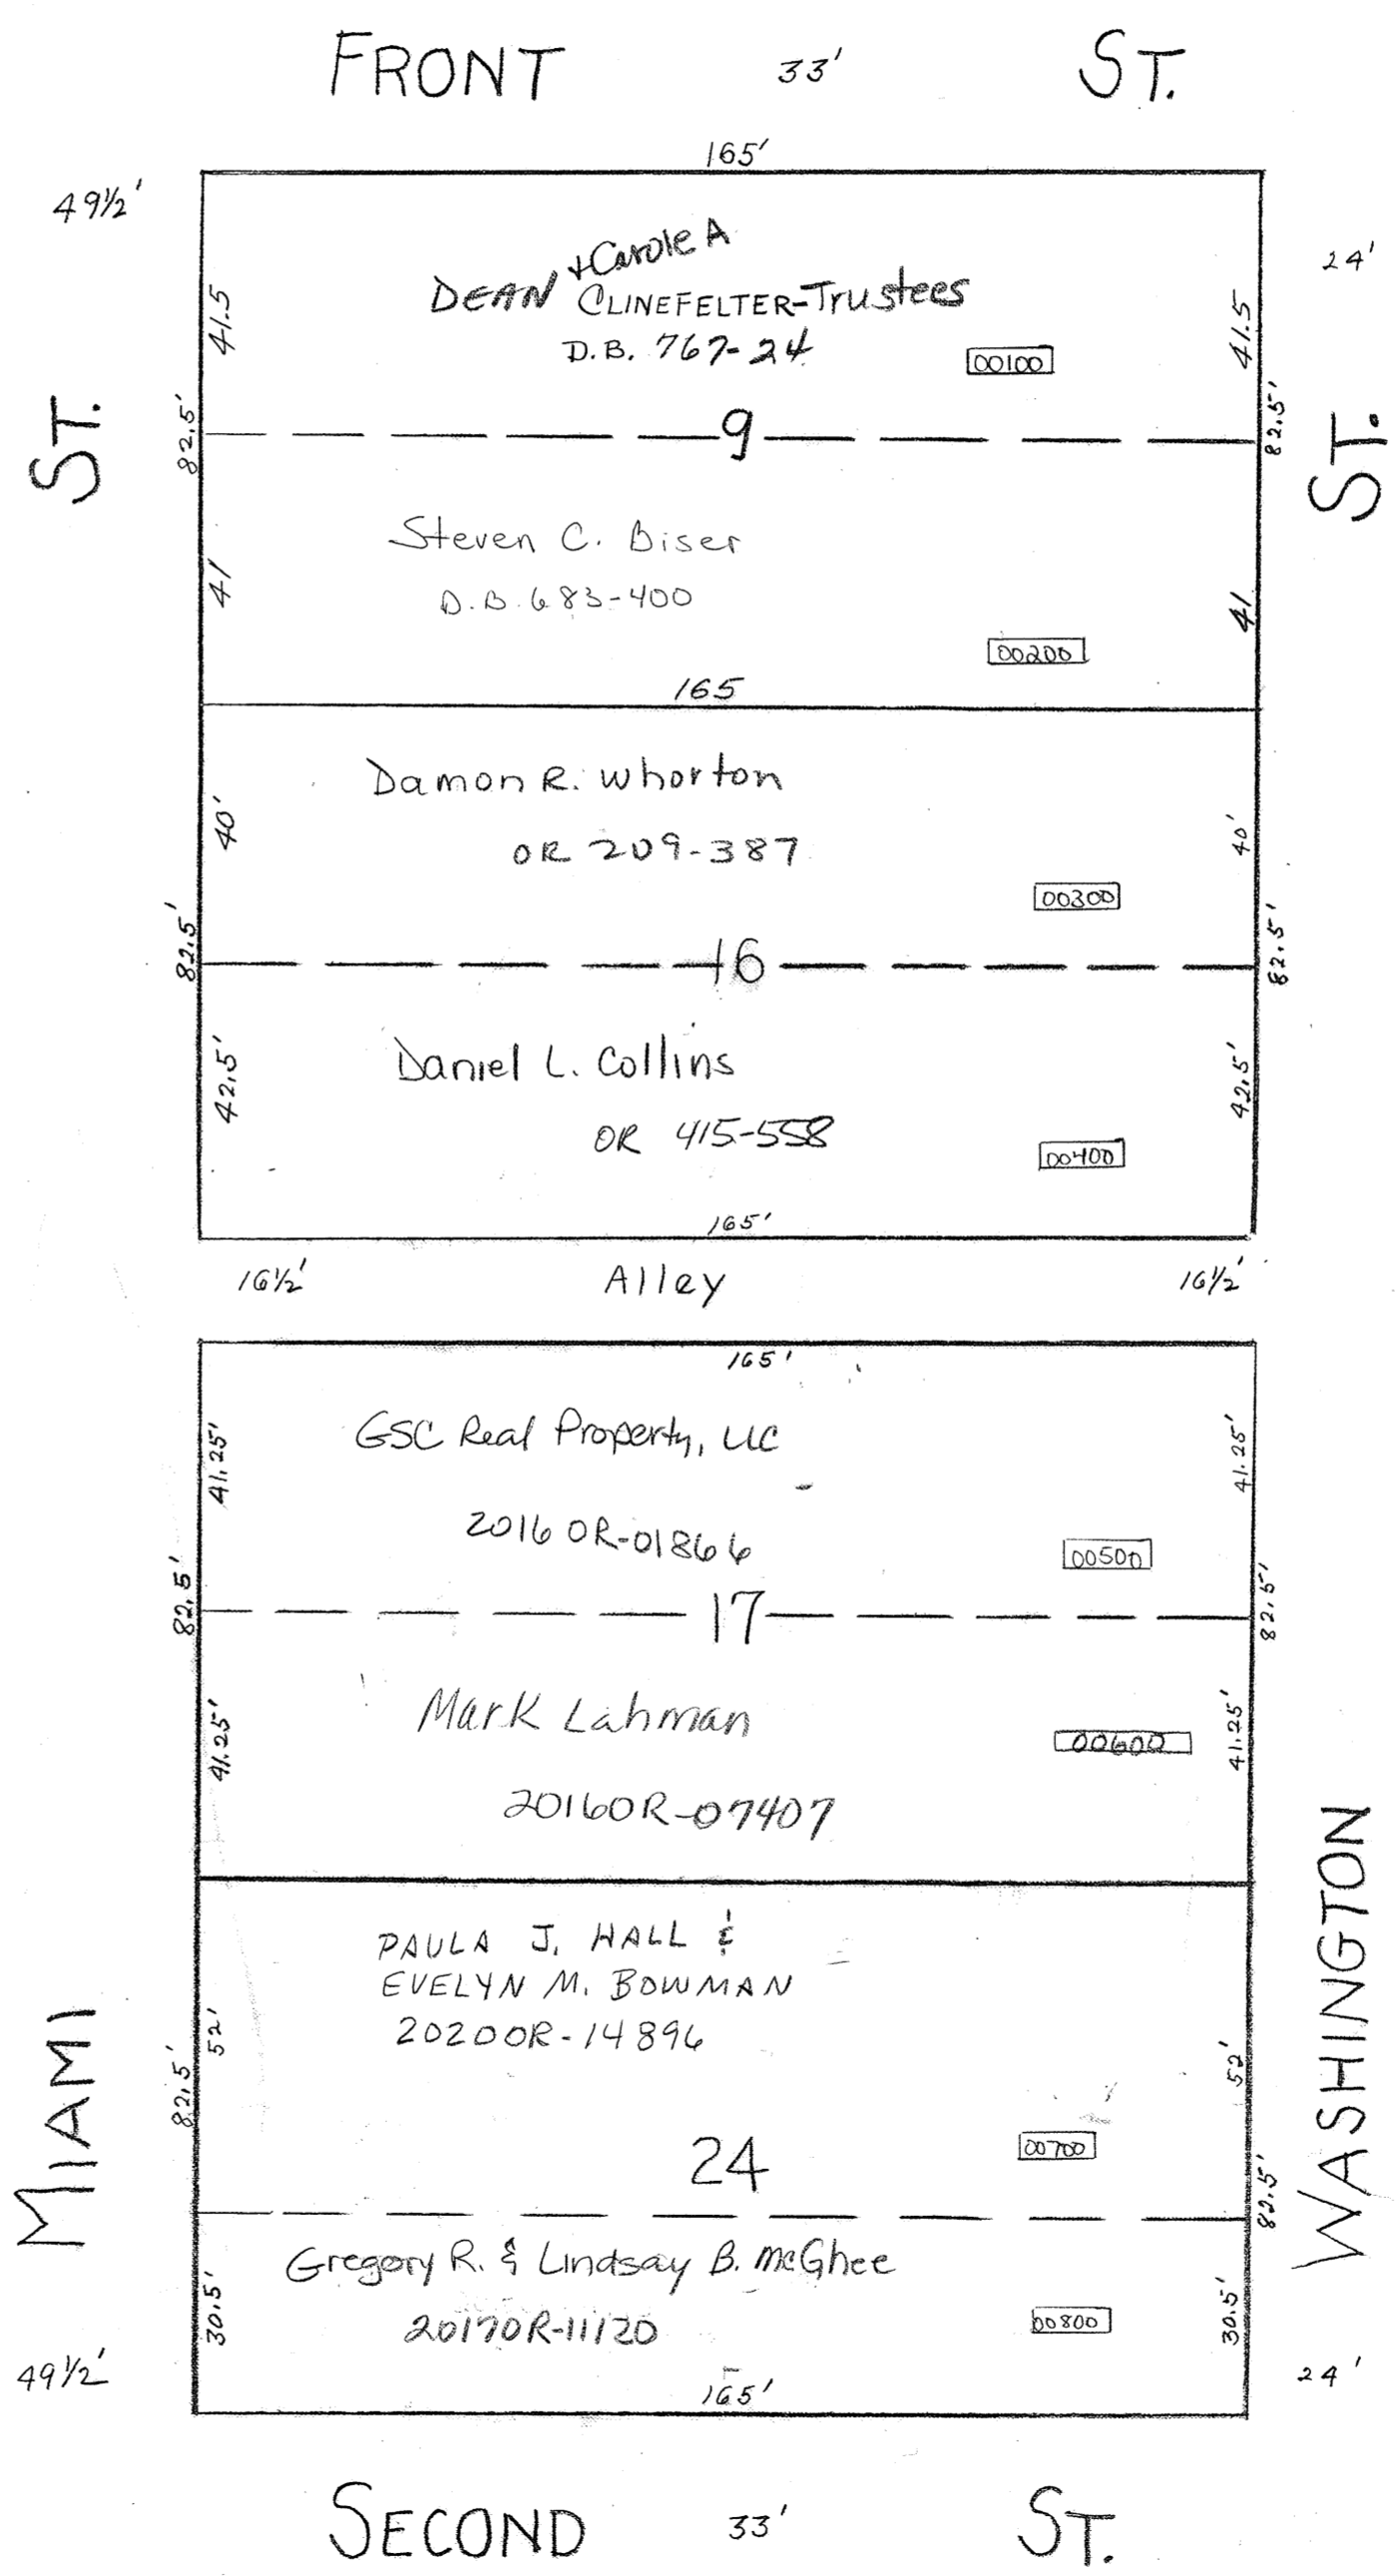 FRONT 33' ST.
165'
49½'
24'
+ Carole A
DEAN CLINEFELTER-Trustees
D.B. 767-24
41.5
41.5
00100
ST.
82.5'
9
82.5'
ST.
Steven C. Biser
D.B. 683-400
41
41
00200
165
Damon R. Whorton
OR 209-387
40'
40'
00300
82.5'
16
82.5'
Daniel L. Collins
OR 415-558
42.5'
42.5'
00400
165'
16½' Alley 16½'
165'
GSC Real Property, LLC
2016 OR-01866
41.25'
41.25'
00500
82.5'
17
82.5'
Mark Lahman
2016OR-07407
41.25'
41.25'
00600
PAULA J. HALL &
EVELYN M. BOWMAN
2020OR-14896
MIAMI
82.5'
52'
52'
WASHINGTON
00700
24
82.5'
Gregory R. & Lindsay B. McGhee
2017OR-11120
30.5'
30.5'
00800
49½'
24'
165'
SECOND 33' ST.